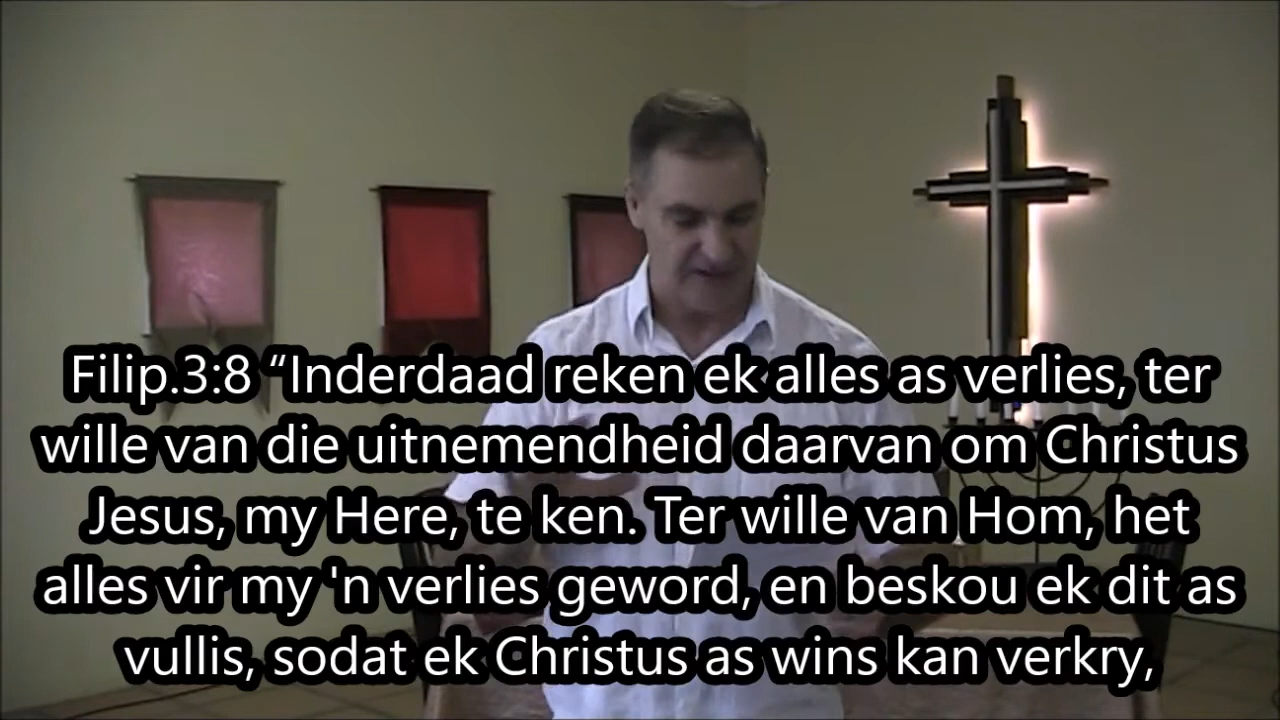 Filip.3:8 “Inderdaad reken ek alles as verlies, ter
wille van die uitnemendheid daarvan om Christus
Jesus, my Here, te ken. Ter wille van Hom, het
alles vir my 'n verlies geword, en beskou ek dit as
vullis, sodat ek Christus as wins kan verkry,